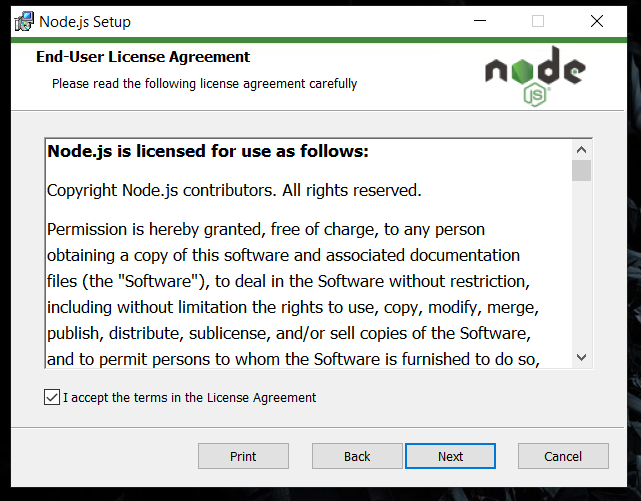 Node.js Setup
End-User License Agreement
Please read the following license agreement carefully
node
JS
Node.js is licensed for use as follows:
Copyright Node.js contributors. All rights reserved.
Permission is hereby granted, free of charge, to any person
obtaining a copy of this software and associated documentation
files (the "Software"), to deal in the Software without restriction,
including without limitation the rights to use, copy, modify, merge,
publish, distribute, sublicense, and/or sell copies of the Software,
and to permit persons to whom the Software is furnished to do so,
I accept the terms in the License Agreement
Print Back Next Cancel